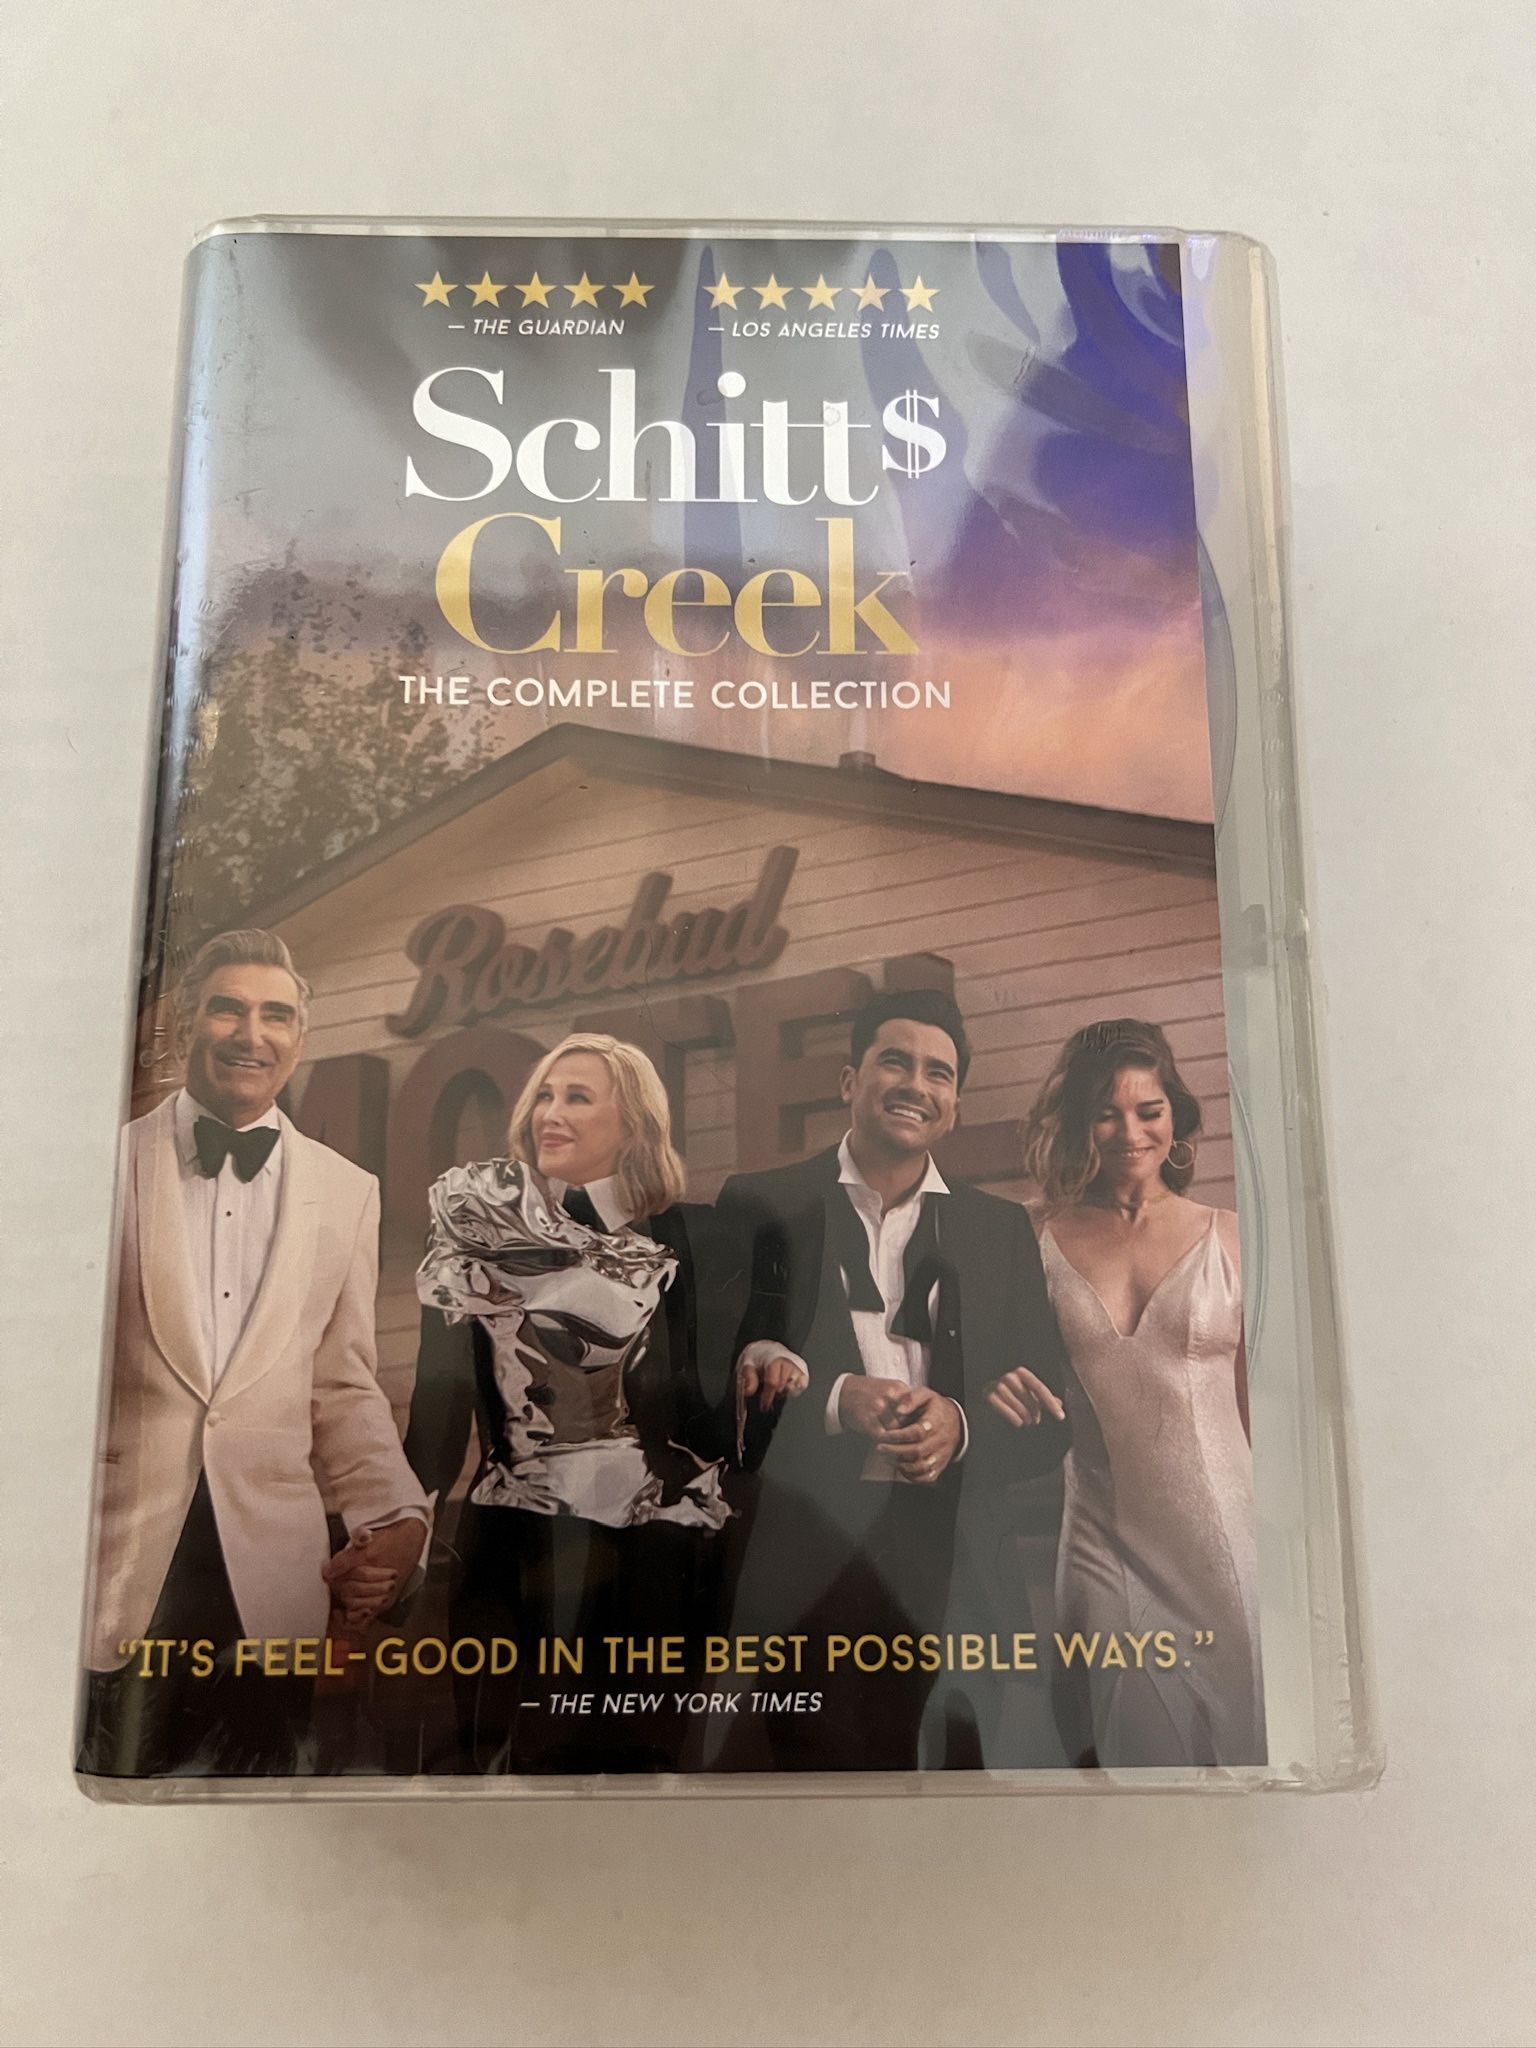 ★★★★★ ★★★★★
– THE GUARDIAN – LOS ANGELES TIMES
Schitt$
Creek
THE COMPLETE COLLECTION
Rosebud
MOTEL
“IT'S FEEL-GOOD IN THE BEST POSSIBLE WAYS.”
– THE NEW YORK TIMES